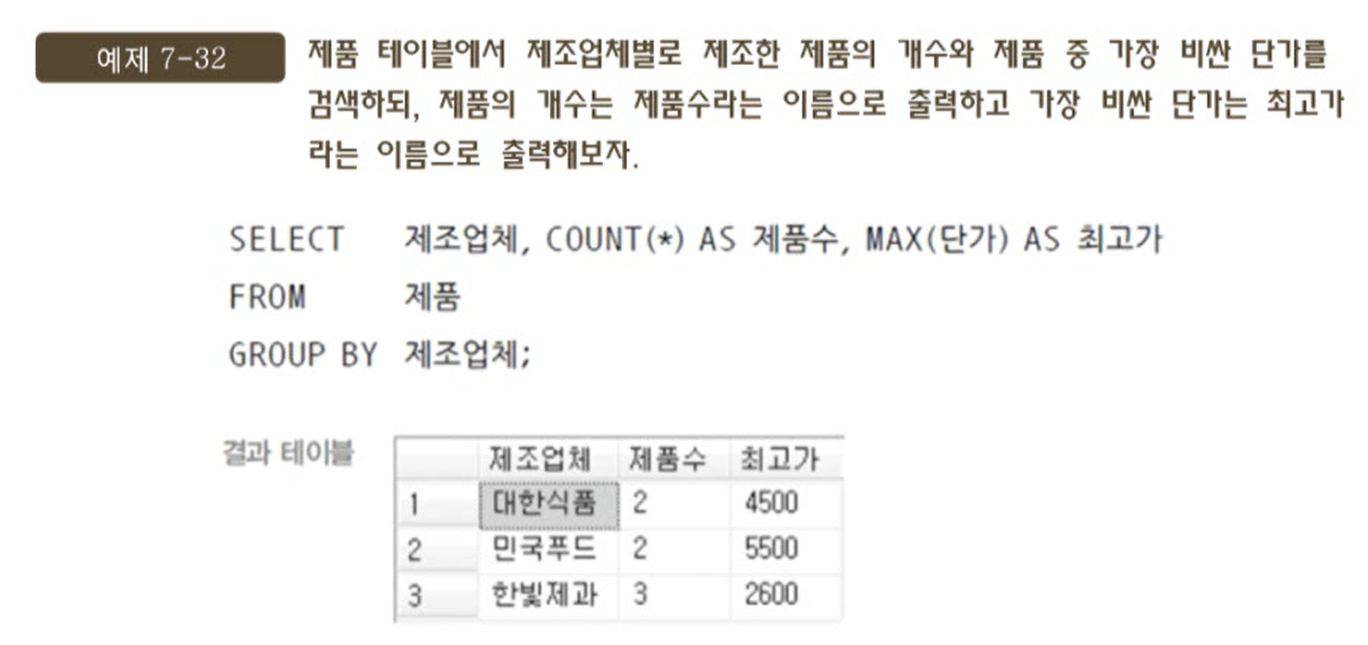 예제 7-32
제품 테이블에서 제조업체별로 제조한 제품의 개수와 제품 중 가장 비싼 단가를
검색하되, 제품의 개수는 제품수라는 이름으로 출력하고 가장 비싼 단가는 최고가
라는 이름으로 출력해보자.
SELECT 제조업체, COUNT(*) AS 제품수, MAX(단가) AS 최고가
FROM 제품
GROUP BY 제조업체;
결과 테이블
제조업체 제품수 최고가
1 대한식품 2 4500
2 민국푸드 2 5500
3 한빛제과 3 2600